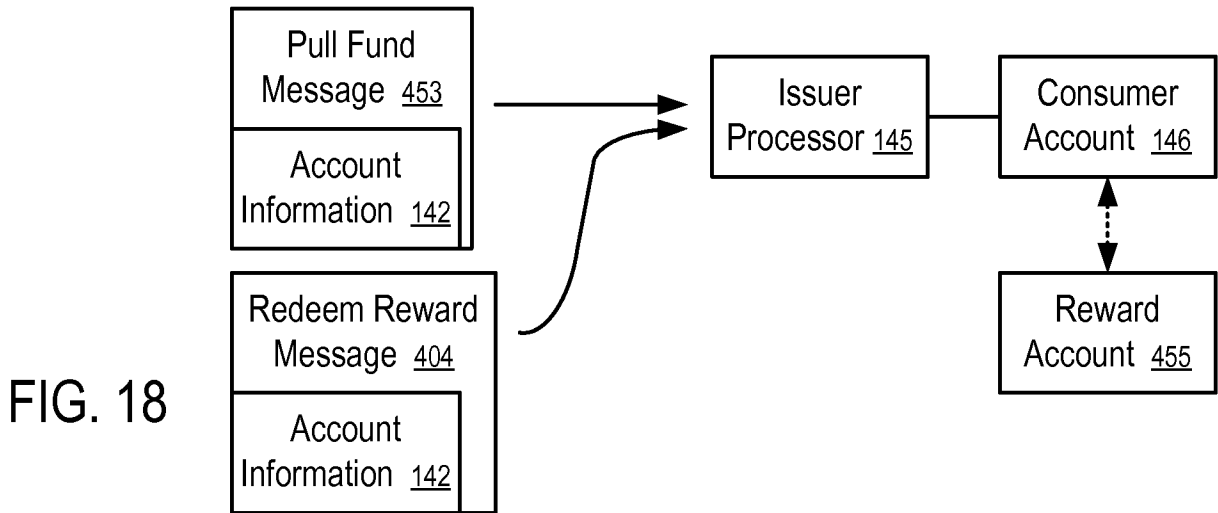 Pull Fund
Message 453
Account
Information 142
Issuer
Processor 145
Consumer
Account 146
Redeem Reward
Message 404
Account
Information 142
Reward
Account 455
FIG. 18